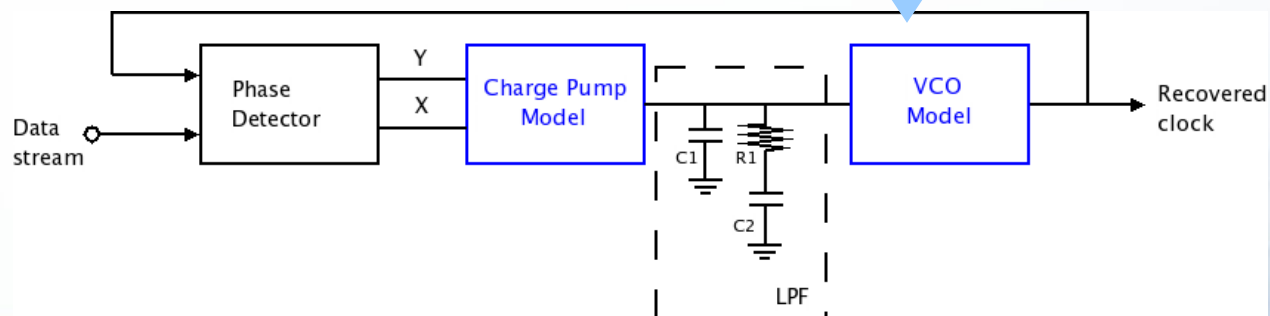 Data
stream
Phase
Detector
Y
X
Charge Pump
Model
C1
R1
C2
LPF
VCO
Model
Recovered
clock